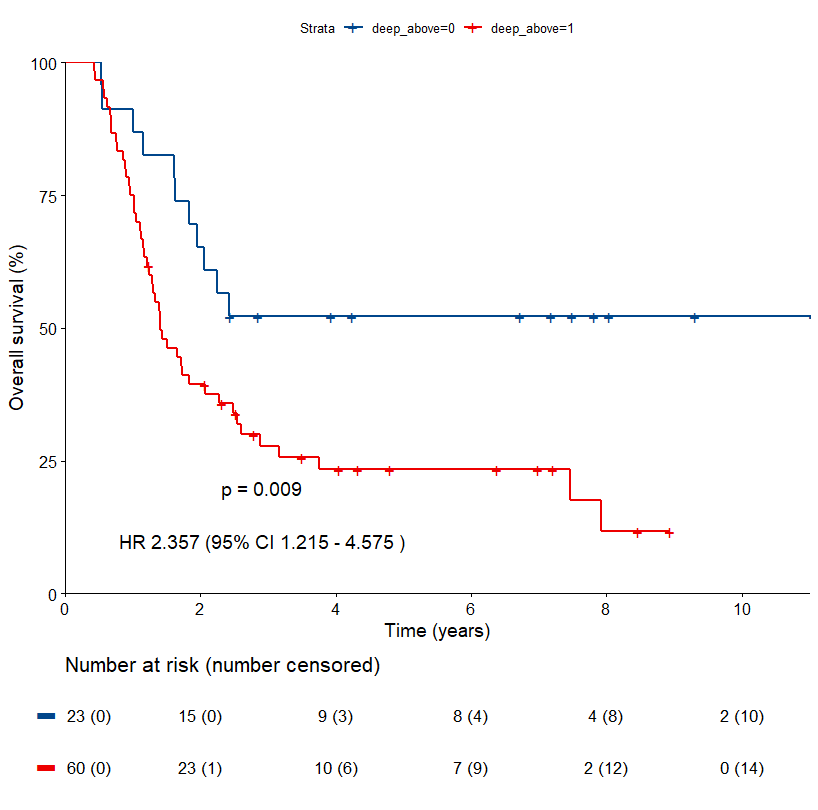 Strata deep_above=0 deep_above=1
100
75
50
25
0
Overall survival (%)
p = 0.009
HR 2.357 (95% CI 1.215 - 4.575 )
0 2 4 6 8 10
Time (years)
Number at risk (number censored)
23 (0) 15 (0) 9 (3) 8 (4) 4 (8) 2 (10)
60 (0) 23 (1) 10 (6) 7 (9) 2 (12) 0 (14)